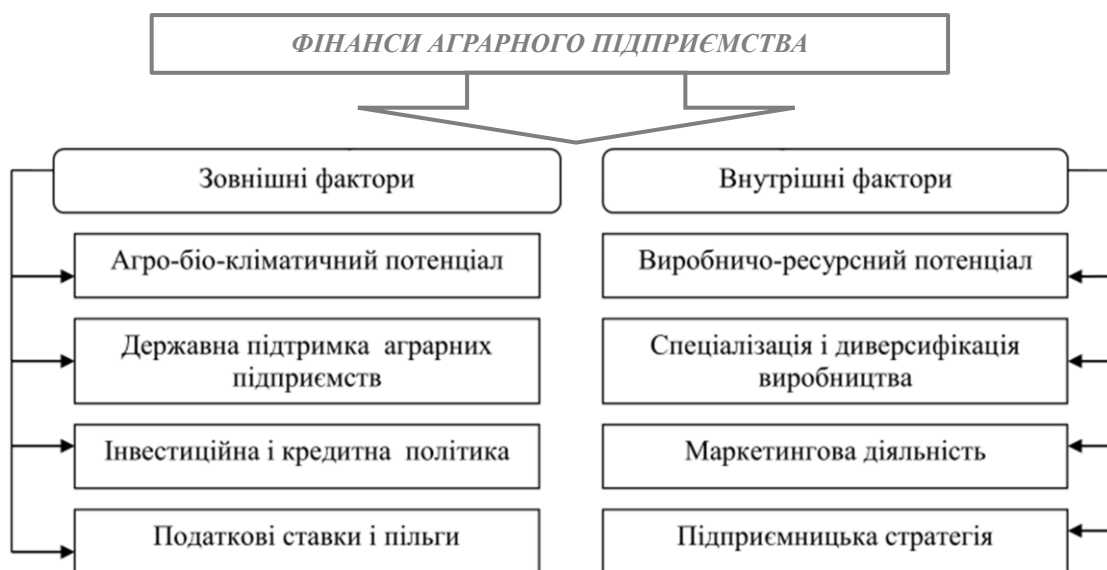 ФІНАНСИ АГРАРНОГО ПІДПРИЄМСТВА
Зовнішні фактори
Агро-біо-кліматичний потенціал
Державна підтримка аграрних
підприємств
Інвестиційна і кредитна політика
Податкові ставки і пільги
Внутрішні фактори
Виробничо-ресурсний потенціал
Спеціалізація і диверсифікація
виробництва
Маркетингова діяльність
Підприємницька стратегія